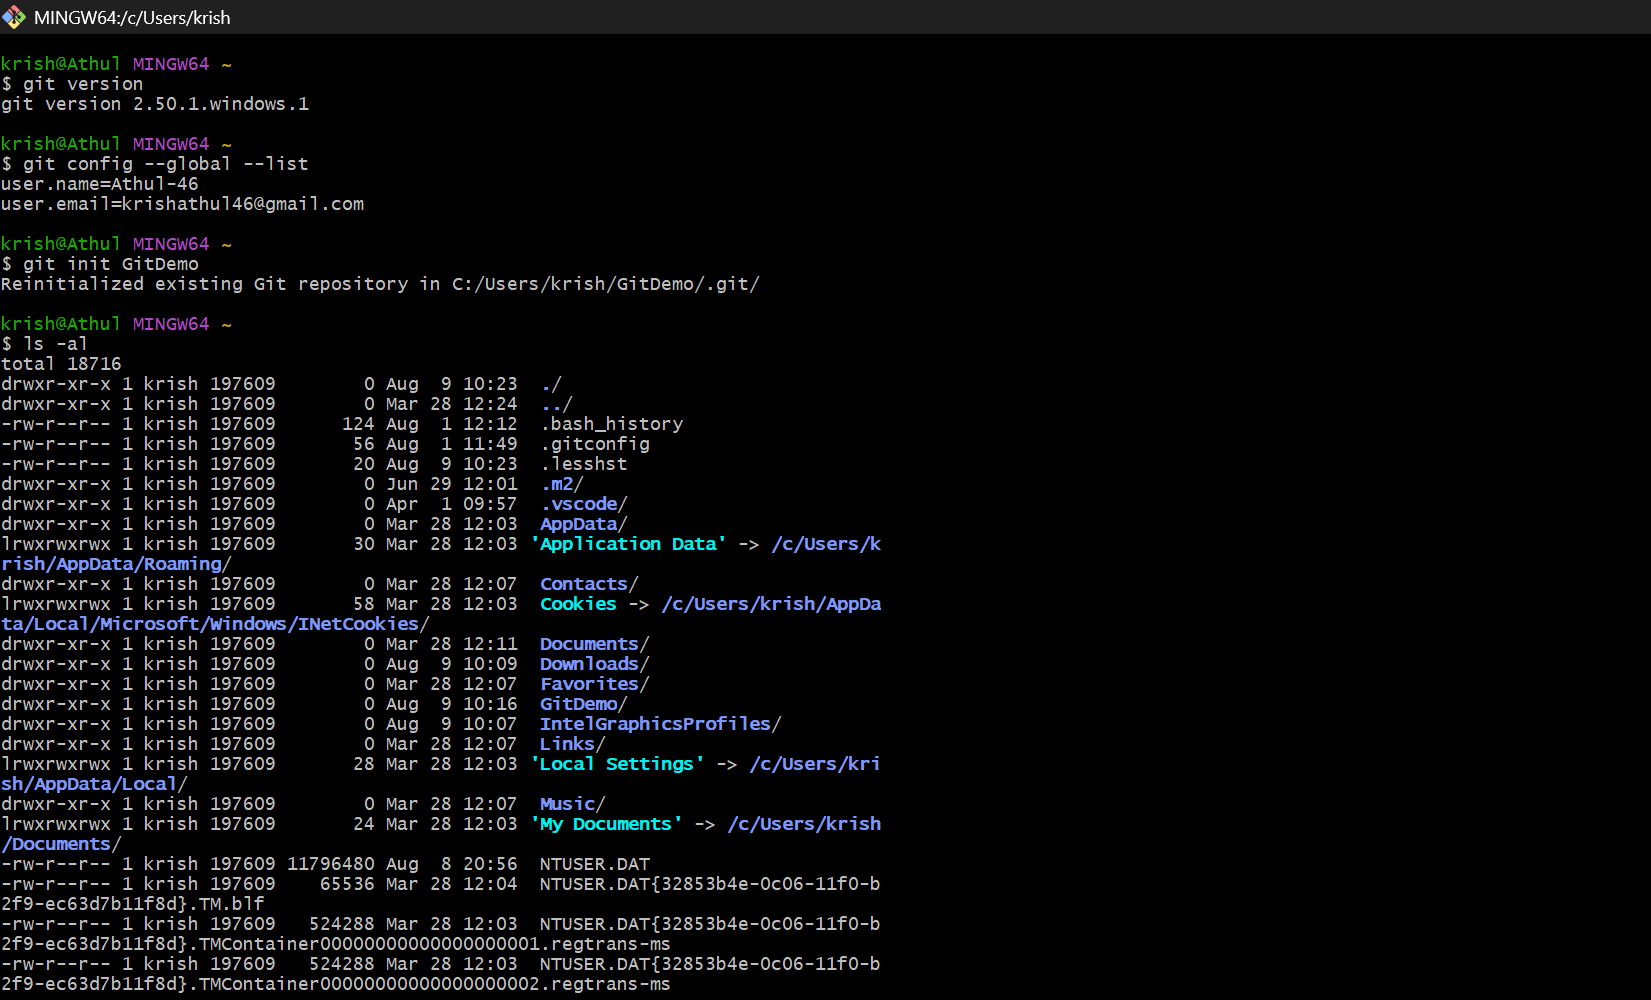 MINGW64:/c/Users/krish
krish@Athul MINGW64 ~
$ git version
git version 2.50.1.windows.1
krish@Athul MINGW64 ~
$ git config --global --list
user.name=Athul-46
user.email=krishathul46@gmail.com
krish@Athul MINGW64 ~
$ git init GitDemo
Reinitialized existing Git repository in C:/Users/krish/GitDemo/.git/
krish@Athul MINGW64 ~
$ ls -al
total 18716
drwxr-xr-x 1 krish 197609        0 Aug  9 10:23  ./
drwxr-xr-x 1 krish 197609        0 Mar 28 12:24  ../
-rw-r--r-- 1 krish 197609      124 Aug  1 12:12  .bash_history
-rw-r--r-- 1 krish 197609       56 Aug  1 11:49  .gitconfig
-rw-r--r-- 1 krish 197609       20 Aug  9 10:23  .lesshst
drwxr-xr-x 1 krish 197609        0 Jun 29 12:01  .m2/
drwxr-xr-x 1 krish 197609        0 Apr  1 09:57  .vscode/
drwxr-xr-x 1 krish 197609        0 Mar 28 12:03  AppData/
lrwxrwxrwx 1 krish 197609       30 Mar 28 12:03 'Application Data' -> /c/Users/k
rish/AppData/Roaming/
drwxr-xr-x 1 krish 197609        0 Mar 28 12:07  Contacts/
lrwxrwxrwx 1 krish 197609       58 Mar 28 12:03  Cookies -> /c/Users/krish/AppDa
ta/Local/Microsoft/Windows/INetCookies/
drwxr-xr-x 1 krish 197609        0 Mar 28 12:11  Documents/
drwxr-xr-x 1 krish 197609        0 Aug  9 10:09  Downloads/
drwxr-xr-x 1 krish 197609        0 Mar 28 12:07  Favorites/
drwxr-xr-x 1 krish 197609        0 Aug  9 10:16  GitDemo/
drwxr-xr-x 1 krish 197609        0 Aug  9 10:07  IntelGraphicsProfiles/
drwxr-xr-x 1 krish 197609        0 Mar 28 12:07  Links/
lrwxrwxrwx 1 krish 197609       28 Mar 28 12:03 'Local Settings' -> /c/Users/kri
sh/AppData/Local/
drwxr-xr-x 1 krish 197609        0 Mar 28 12:07  Music/
lrwxrwxrwx 1 krish 197609       24 Mar 28 12:03 'My Documents' -> /c/Users/krish
/Documents/
-rw-r--r-- 1 krish 197609 11796480 Aug  8 20:56  NTUSER.DAT
-rw-r--r-- 1 krish 197609    65536 Mar 28 12:04  NTUSER.DAT{32853b4e-0c06-11f0-b
2f9-ec63d7b11f8d}.TM.blf
-rw-r--r-- 1 krish 197609   524288 Mar 28 12:03  NTUSER.DAT{32853b4e-0c06-11f0-b
2f9-ec63d7b11f8d}.TMContainer00000000000000000001.regtrans-ms
-rw-r--r-- 1 krish 197609   524288 Mar 28 12:03  NTUSER.DAT{32853b4e-0c06-11f0-b
2f9-ec63d7b11f8d}.TMContainer00000000000000000002.regtrans-ms